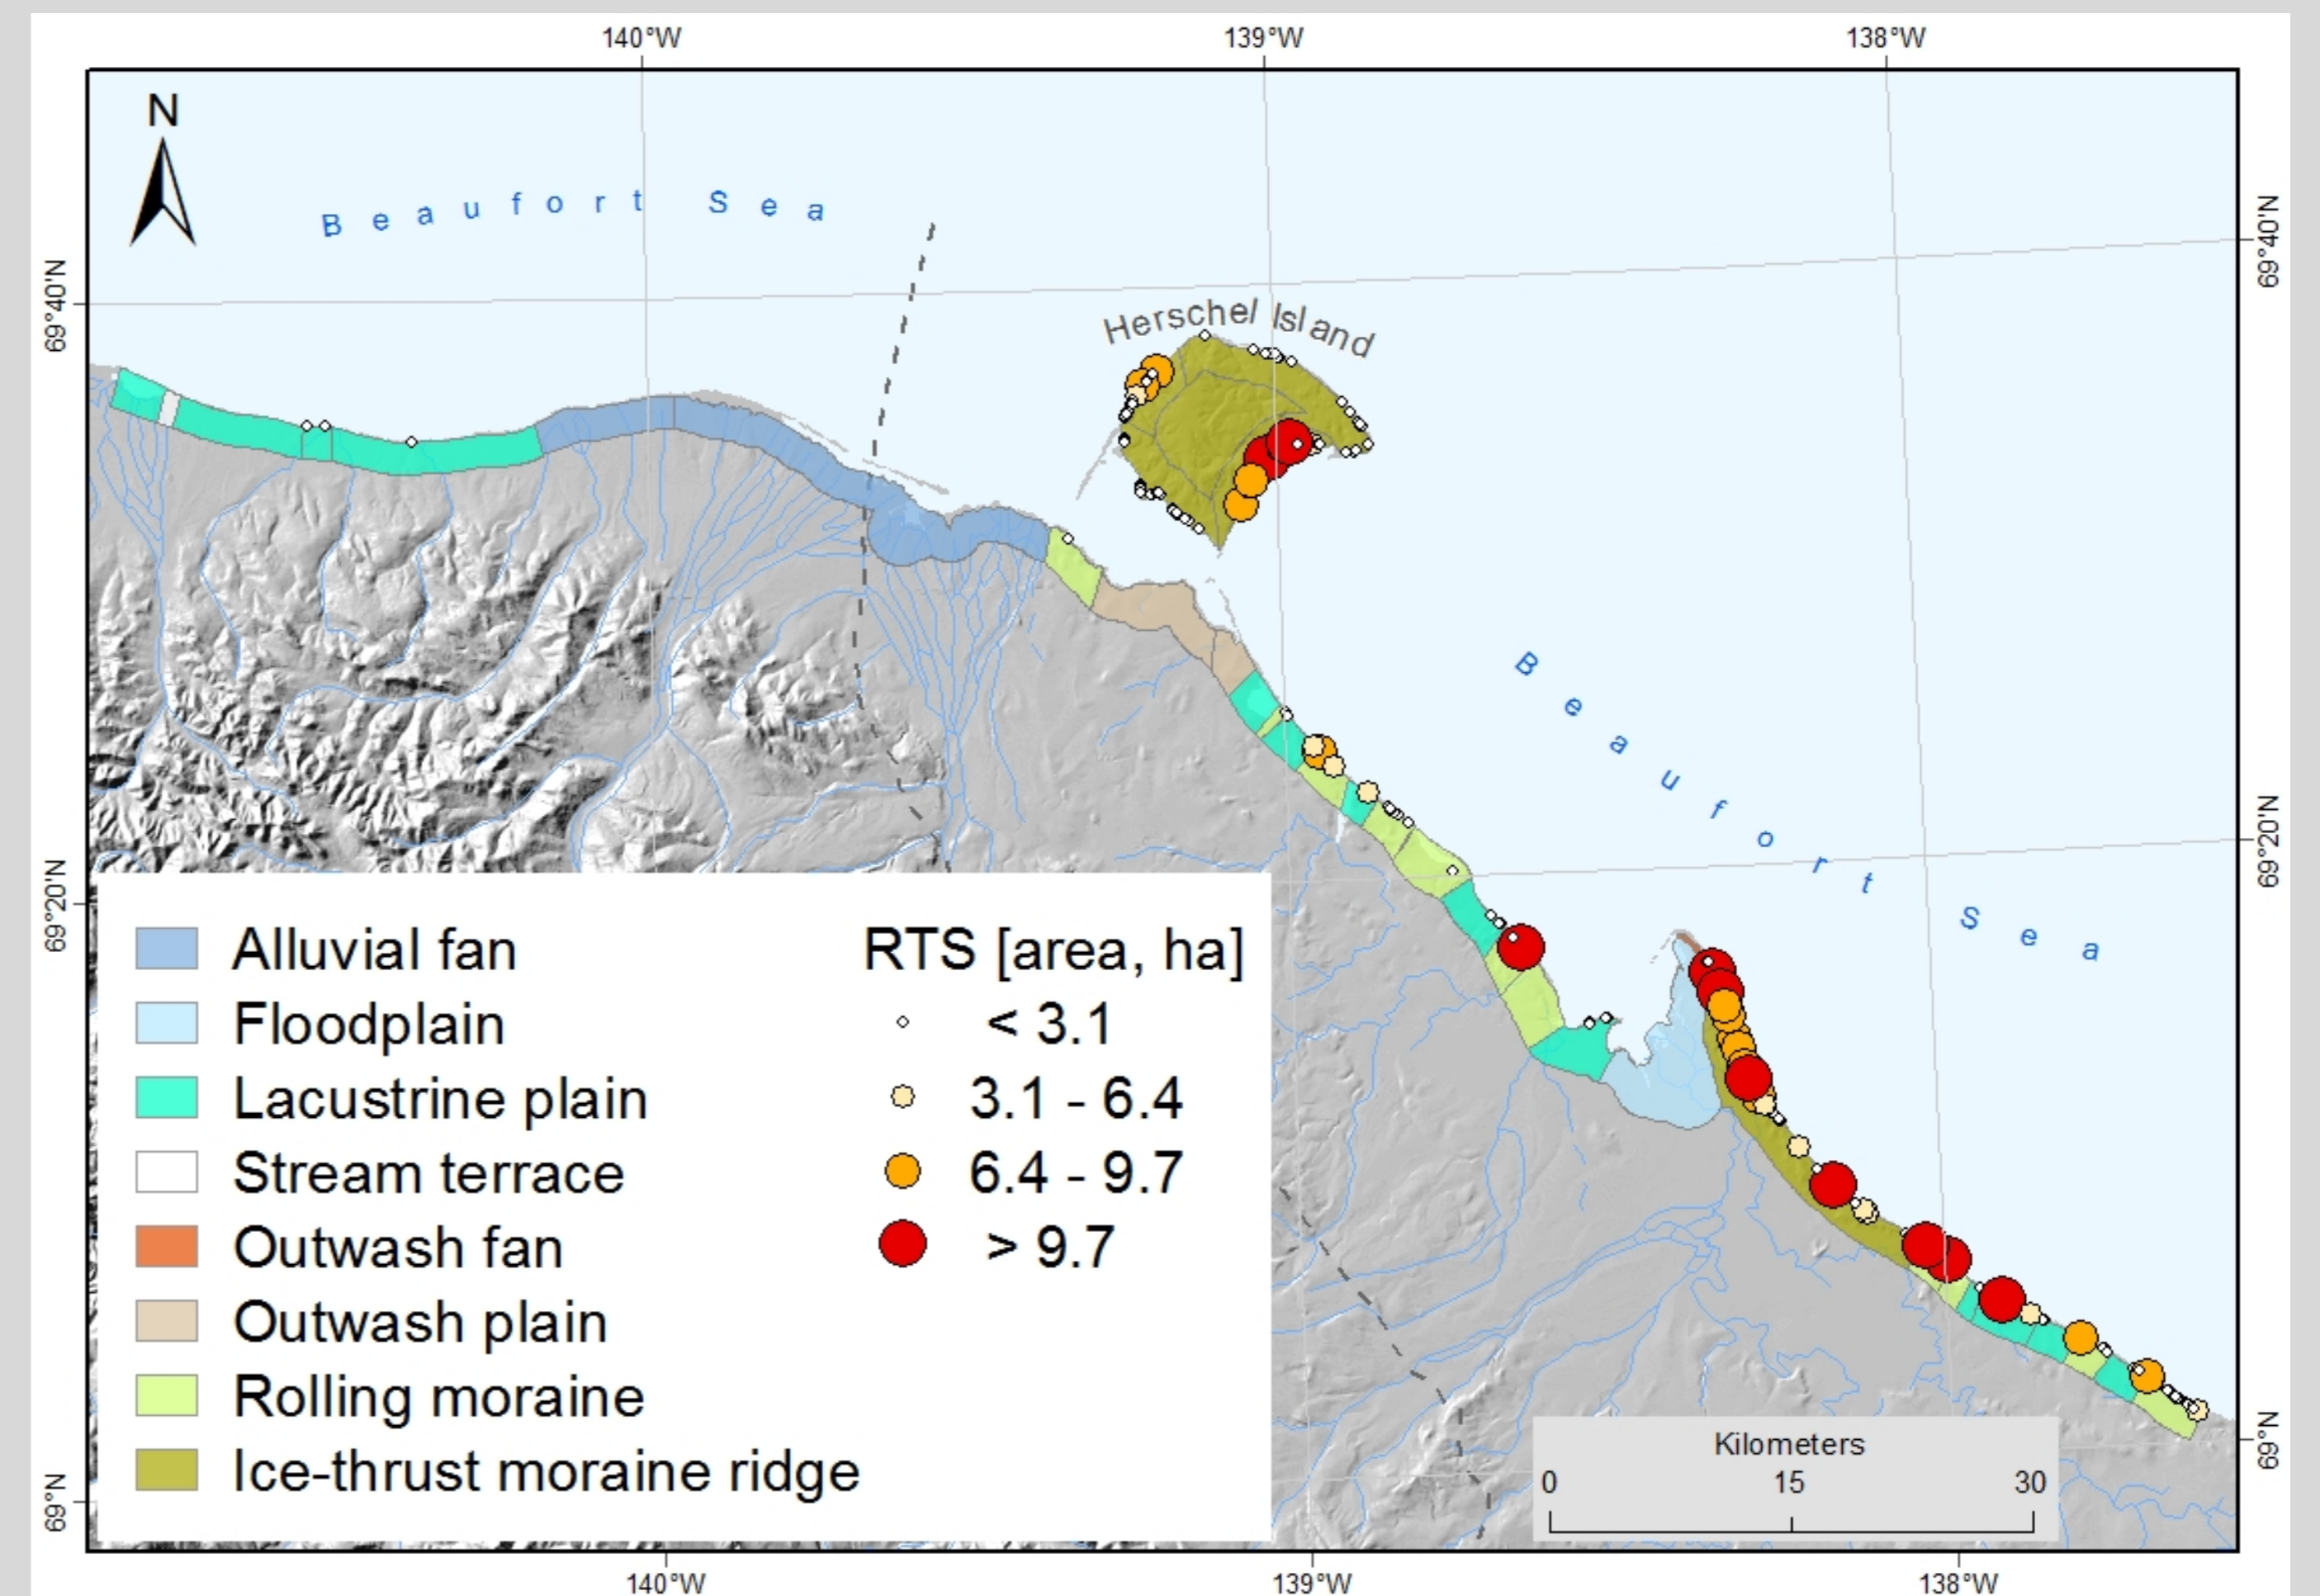 140°W 139°W 138°W
N
Beaufort Sea
69°40'N
69°40'N
Herschel Island
Beaufort Sea
69°20'N
69°20'N
Alluvial fan
Floodplain
Lacustrine plain
Stream terrace
Outwash fan
Outwash plain
Rolling moraine
Ice-thrust moraine ridge
RTS [area, ha]
< 3.1
3.1 - 6.4
6.4 - 9.7
> 9.7
Kilometers
0 15 30
69°N
69°N
140°W 139°W 138°W